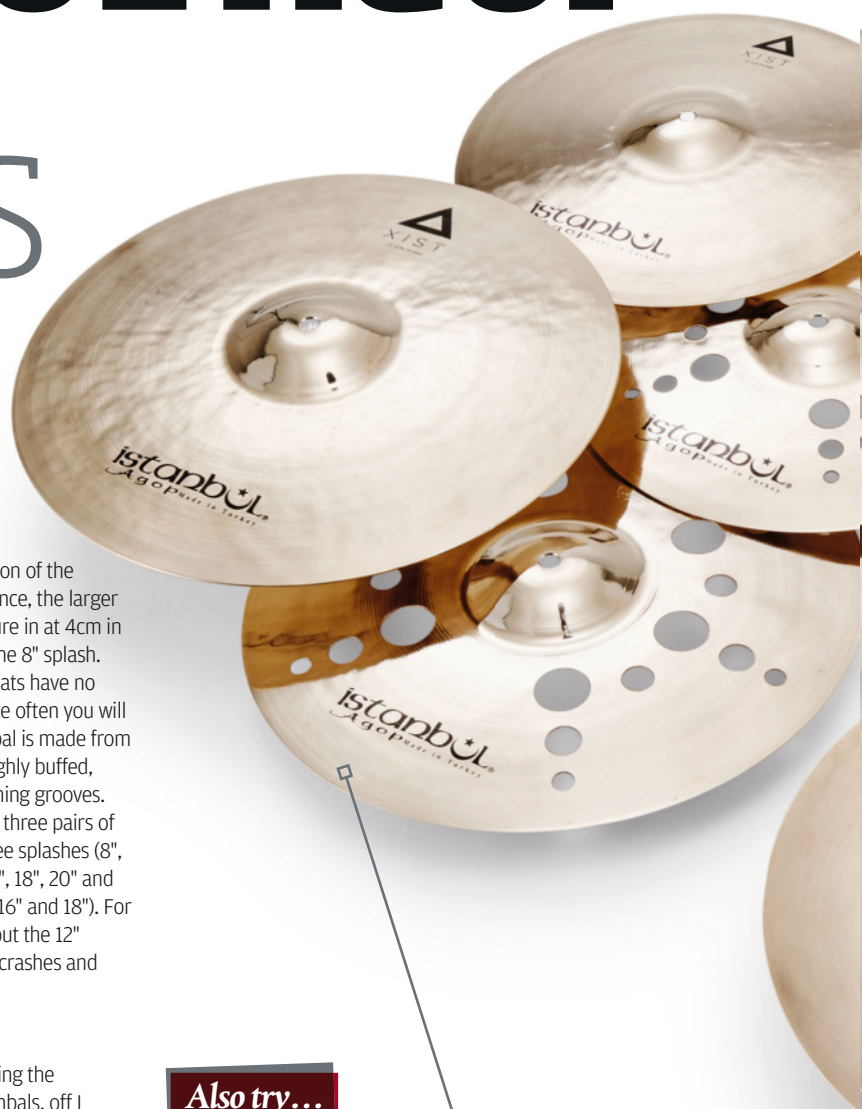 S
XIST
istanbul
Agop Made in Turkey
XIST
istanbul
Agop Made in Turkey
istanbul
Agop Made in Turkey
istanbul
Agop Made in Turkey
on of the
nce, the larger
ure in at 4cm in
he 8" splash.
ats have no
e often you will
bal is made from
ghly buffed,
ning grooves.
three pairs of
ee splashes (8",
", 18", 20" and
16" and 18"). For
out the 12"
crashes and
ing the
mbals, off I
Also try...